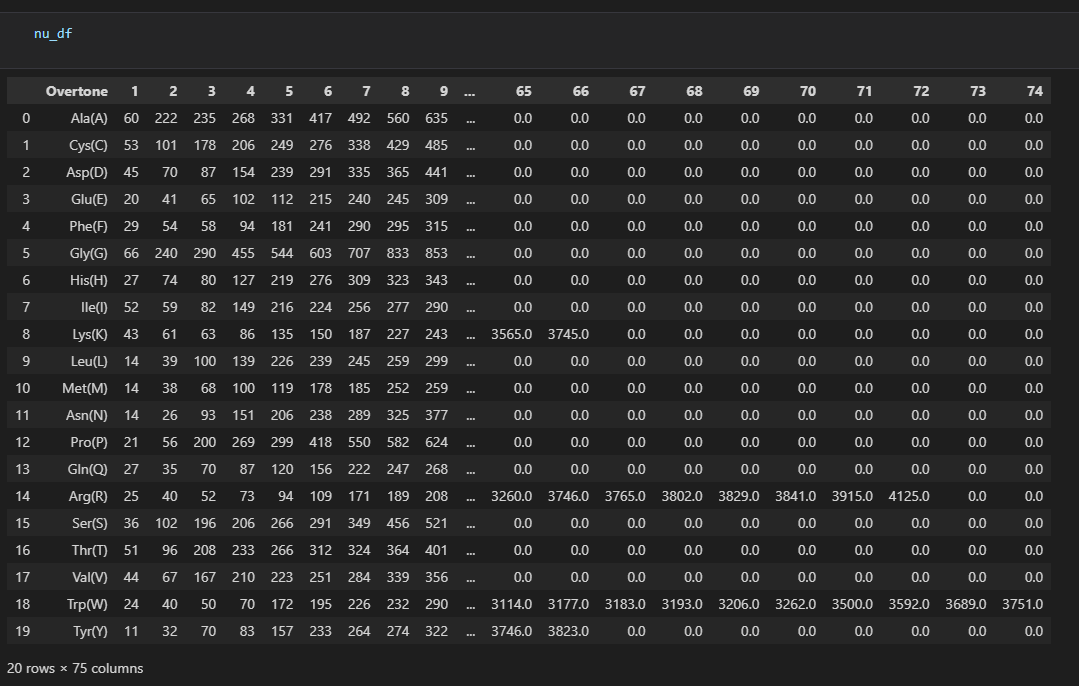 nu_df
Overtone 1 2 3 4 5 6 7 8 9 ... 65 66 67 68 69 70 71 72 73 74
0 Ala(A) 60 222 235 268 331 417 492 560 635 ... 0.0 0.0 0.0 0.0 0.0 0.0 0.0 0.0 0.0 0.0
1 Cys(C) 53 101 178 206 249 276 338 429 485 ... 0.0 0.0 0.0 0.0 0.0 0.0 0.0 0.0 0.0 0.0
2 Asp(D) 45 70 87 154 239 291 335 365 441 ... 0.0 0.0 0.0 0.0 0.0 0.0 0.0 0.0 0.0 0.0
3 Glu(E) 20 41 65 102 112 215 240 245 309 ... 0.0 0.0 0.0 0.0 0.0 0.0 0.0 0.0 0.0 0.0
4 Phe(F) 29 54 58 94 181 241 290 295 315 ... 0.0 0.0 0.0 0.0 0.0 0.0 0.0 0.0 0.0 0.0
5 Gly(G) 66 240 290 455 544 603 707 833 853 ... 0.0 0.0 0.0 0.0 0.0 0.0 0.0 0.0 0.0 0.0
6 His(H) 27 74 80 127 219 276 309 323 343 ... 0.0 0.0 0.0 0.0 0.0 0.0 0.0 0.0 0.0 0.0
7 Ile(I) 52 59 82 149 216 224 256 277 290 ... 0.0 0.0 0.0 0.0 0.0 0.0 0.0 0.0 0.0 0.0
8 Lys(K) 43 61 63 86 135 150 187 227 243 ... 3565.0 3745.0 0.0 0.0 0.0 0.0 0.0 0.0 0.0 0.0
9 Leu(L) 14 39 100 139 226 239 245 259 299 ... 0.0 0.0 0.0 0.0 0.0 0.0 0.0 0.0 0.0 0.0
10 Met(M) 14 38 68 100 119 178 185 252 259 ... 0.0 0.0 0.0 0.0 0.0 0.0 0.0 0.0 0.0 0.0
11 Asn(N) 14 26 93 151 206 238 289 325 377 ... 0.0 0.0 0.0 0.0 0.0 0.0 0.0 0.0 0.0 0.0
12 Pro(P) 21 56 200 269 299 418 550 582 624 ... 0.0 0.0 0.0 0.0 0.0 0.0 0.0 0.0 0.0 0.0
13 Gln(Q) 27 35 70 87 120 156 222 247 268 ... 0.0 0.0 0.0 0.0 0.0 0.0 0.0 0.0 0.0 0.0
14 Arg(R) 25 40 52 73 94 109 171 189 208 ... 3260.0 3746.0 3765.0 3802.0 3829.0 3841.0 3915.0 4125.0 0.0 0.0
15 Ser(S) 36 102 196 206 266 291 349 456 521 ... 0.0 0.0 0.0 0.0 0.0 0.0 0.0 0.0 0.0 0.0
16 Thr(T) 51 96 208 233 266 312 324 364 401 ... 0.0 0.0 0.0 0.0 0.0 0.0 0.0 0.0 0.0 0.0
17 Val(V) 44 67 167 210 223 251 284 339 356 ... 0.0 0.0 0.0 0.0 0.0 0.0 0.0 0.0 0.0 0.0
18 Trp(W) 24 40 50 70 172 195 226 232 290 ... 3114.0 3177.0 3183.0 3193.0 3206.0 3262.0 3500.0 3592.0 3689.0 3751.0
19 Tyr(Y) 11 32 70 83 157 233 264 274 322 ... 3746.0 3823.0 0.0 0.0 0.0 0.0 0.0 0.0 0.0 0.0
20 rows × 75 columns